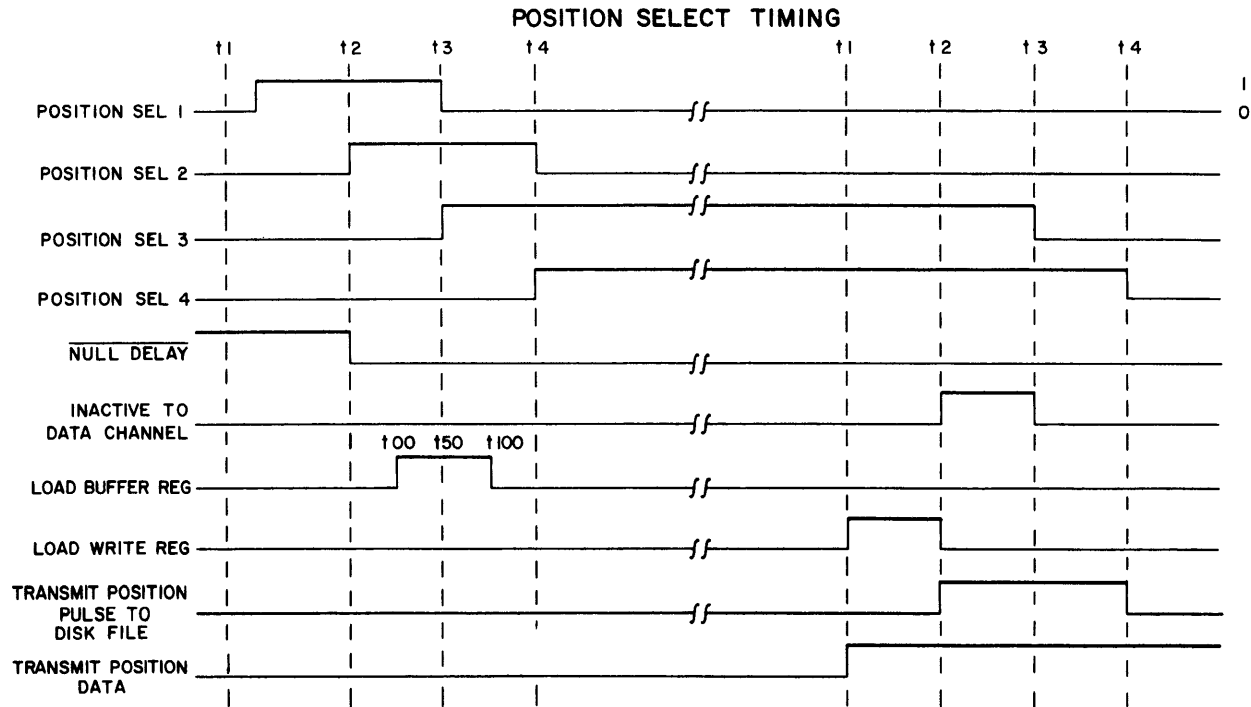 POSITION SELECT TIMING
t1 t2 t3 t4 t1 t2 t3 t4
POSITION SEL 1
1
0
POSITION SEL 2
POSITION SEL 3
POSITION SEL 4
NULL DELAY
INACTIVE TO
DATA CHANNEL
t00 t50 t100
LOAD BUFFER REG
LOAD WRITE REG
TRANSMIT POSITION
PULSE TO
DISK FILE
TRANSMIT POSITION
DATA